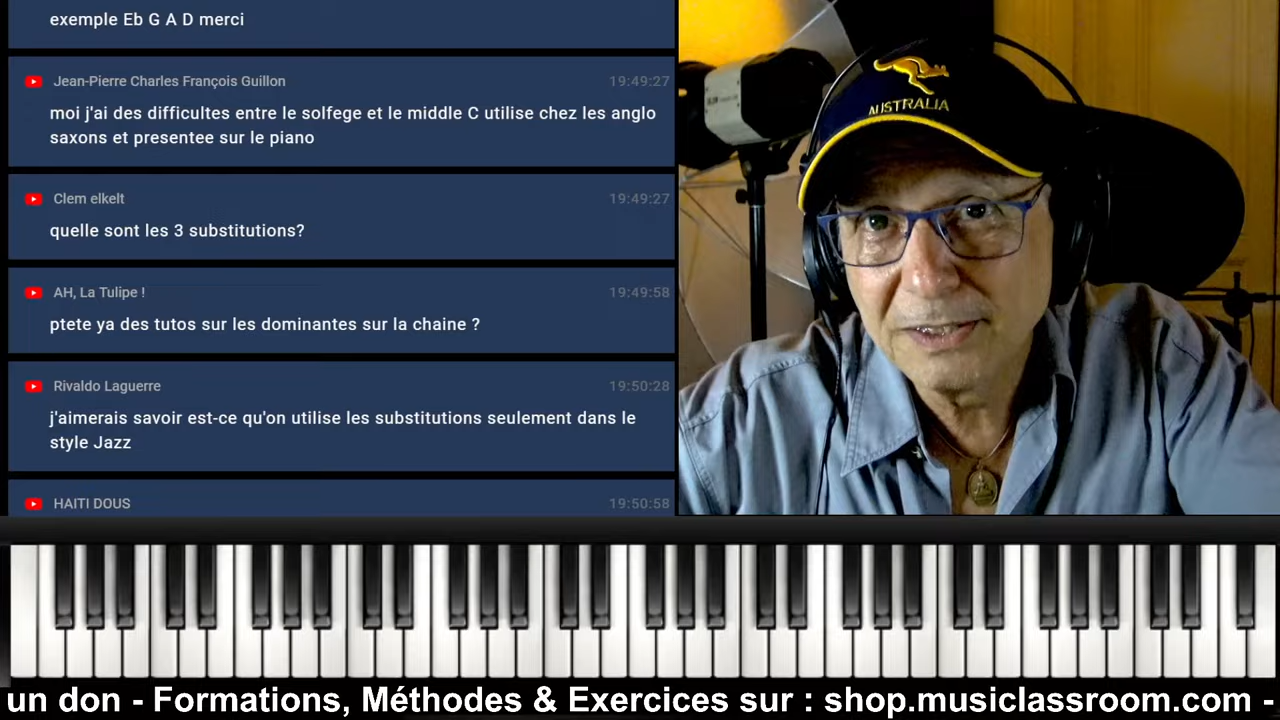 exemple Eb G A D merci
Jean-Pierre Charles François Guillon 19:49:27
moi j'ai des difficultes entre le solfege et le middle C utilise chez les anglo
saxons et presentee sur le piano
Clem elkelt 19:49:27
quelle sont les 3 substitutions?
AH, La Tulipe ! 19:49:58
ptete ya des tutos sur les dominantes sur la chaine ?
Rivaldo Laguerre 19:50:28
j'aimerais savoir est-ce qu'on utilise les substitutions seulement dans le
style Jazz
HAITI DOUS 19:50:58
AUSTRALIA
un don - Formations, Méthodes & Exercices sur : shop.musiclassroom.com -